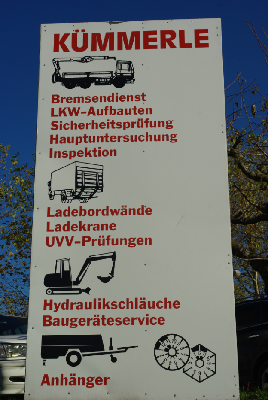 KÜMMERLE
Bremsendienst
LKW-Aufbauten
Sicherheitsprüfung
Hauptuntersuchung
Inspektion
Ladebordwände
Ladekrane
UVV-Prüfungen
Hydraulikschläuche
Baugeräteservice
Anhänger